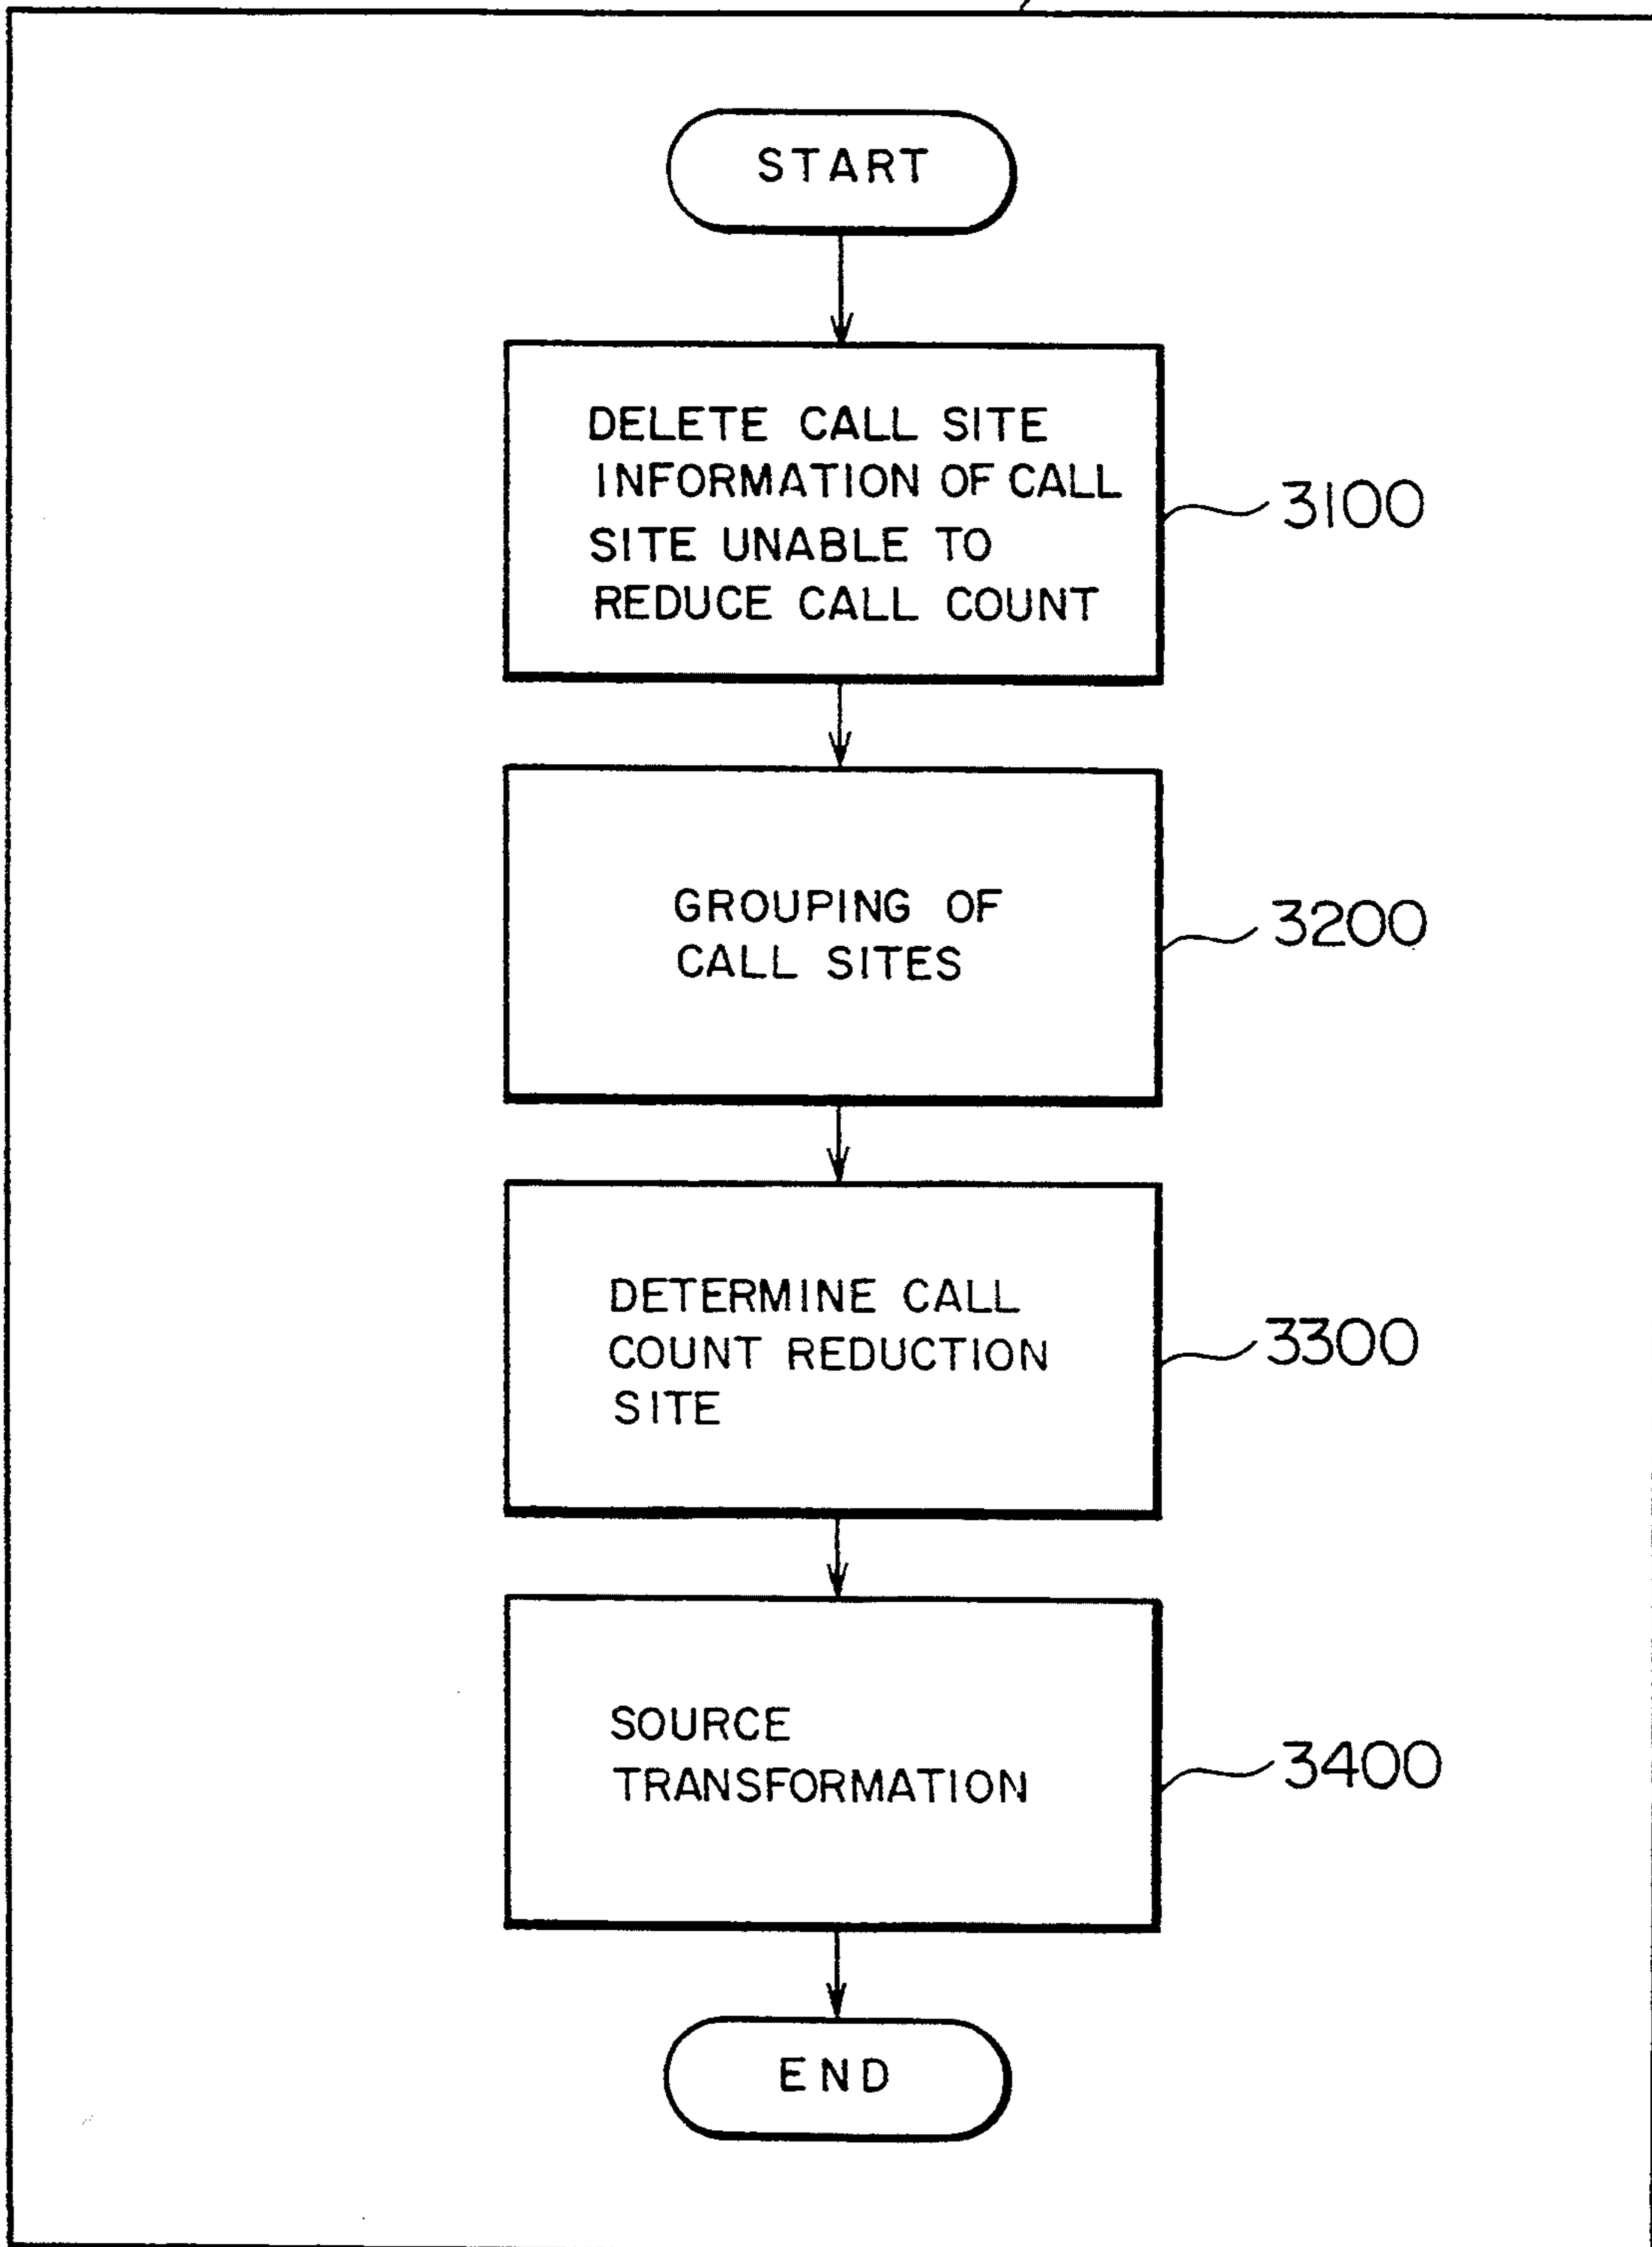 START
DELETE CALL SITE
INFORMATION OF CALL
SITE UNABLE TO
REDUCE CALL COUNT
3100
GROUPING OF
CALL SITES
3200
DETERMINE CALL
COUNT REDUCTION
SITE
3300
SOURCE
TRANSFORMATION
3400
END